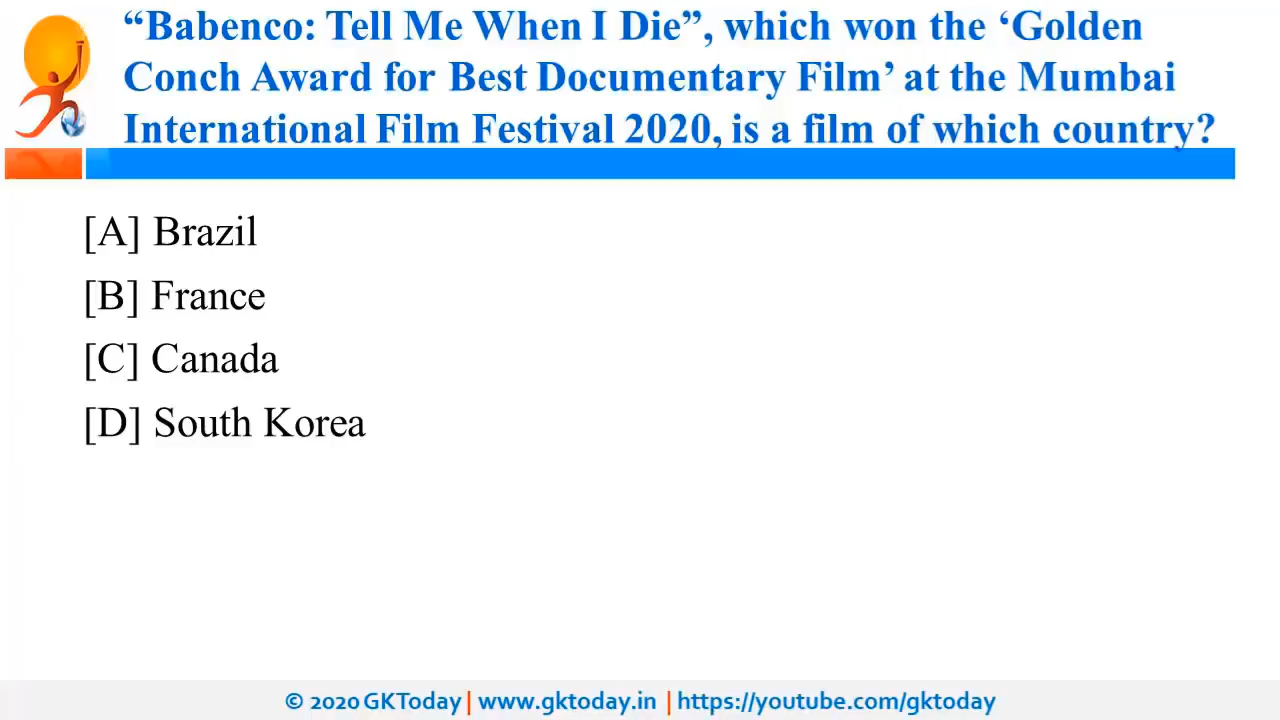 “Babenco: Tell Me When I Die”, which won the ‘Golden
Conch Award for Best Documentary Film’ at the Mumbai
International Film Festival 2020, is a film of which country?
[A] Brazil
[B] France
[C] Canada
[D] South Korea
© 2020 GKToday | www.gktoday.in | https://youtube.com/gktoday